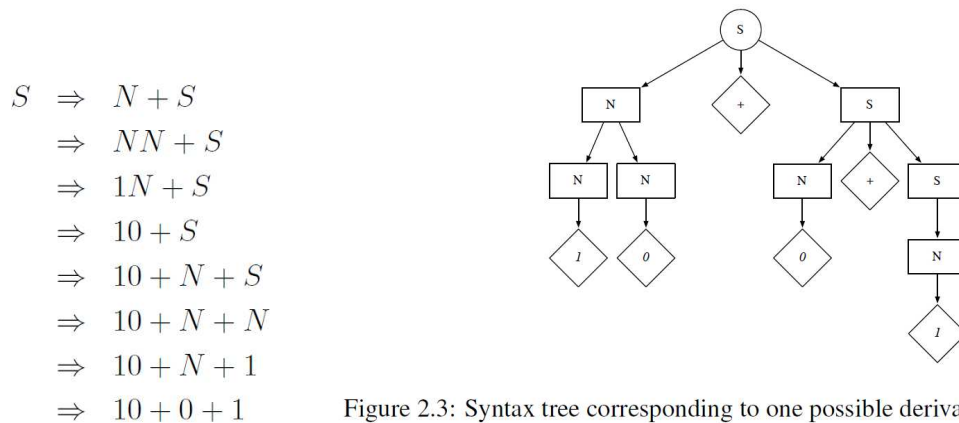 S ⇒ N + S
⇒ NN + S
⇒ 1N + S
⇒ 10 + S
⇒ 10 + N + S
⇒ 10 + N + N
⇒ 10 + N + 1
⇒ 10 + 0 + 1
S
N + S
N N N + S
1 0 0 N
1
Figure 2.3: Syntax tree corresponding to one possible deriva